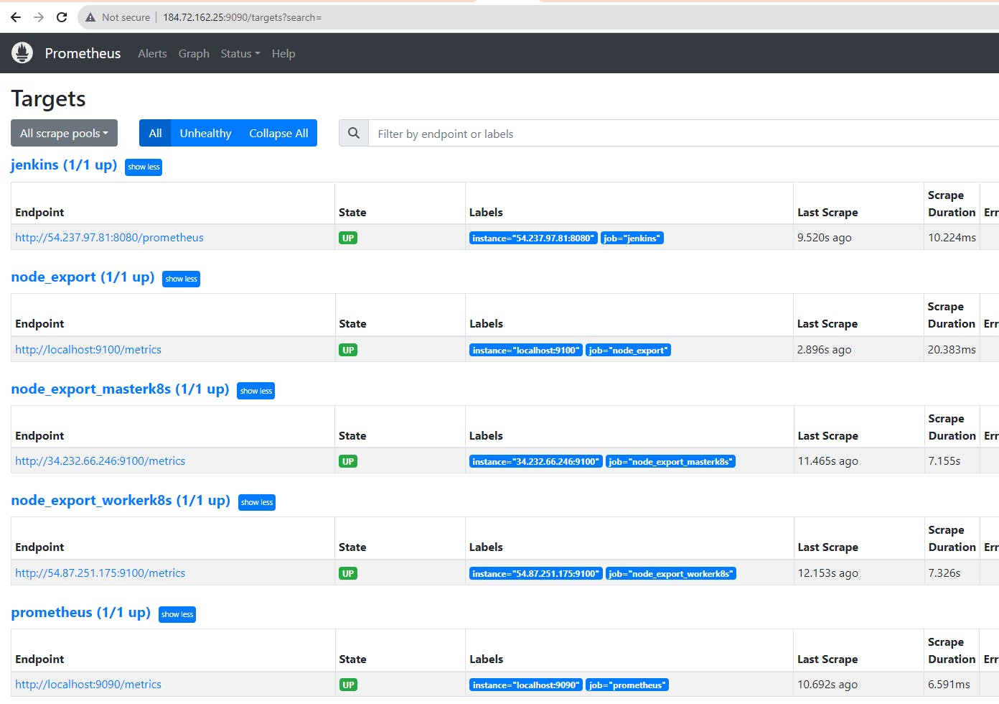 Not secure 184.72.162.25:9090/targets?search=
Prometheus Alerts Graph Status Help
Targets
All scrape pools All Unhealthy Collapse All Filter by endpoint or labels
jenkins (1/1 up) show less
Endpoint State Labels Last Scrape Scrape Duration Err
http://54.237.97.81:8080/prometheus UP instance="54.237.97.81:8080" job="jenkins" 9.520s ago 10.224ms
node_export (1/1 up) show less
Endpoint State Labels Last Scrape Scrape Duration Err
http://localhost:9100/metrics UP instance="localhost:9100" job="node_export" 2.896s ago 20.383ms
node_export_masterk8s (1/1 up) show less
Endpoint State Labels Last Scrape Scrape Duration Err
http://34.232.66.246:9100/metrics UP instance="34.232.66.246:9100" job="node_export_masterk8s" 11.465s ago 7.155s
node_export_workerk8s (1/1 up) show less
Endpoint State Labels Last Scrape Scrape Duration Err
http://54.87.251.175:9100/metrics UP instance="54.87.251.175:9100" job="node_export_workerk8s" 12.153s ago 7.326s
prometheus (1/1 up) show less
Endpoint State Labels Last Scrape Scrape Duration Err
http://localhost:9090/metrics UP instance="localhost:9090" job="prometheus" 10.692s ago 6.591ms